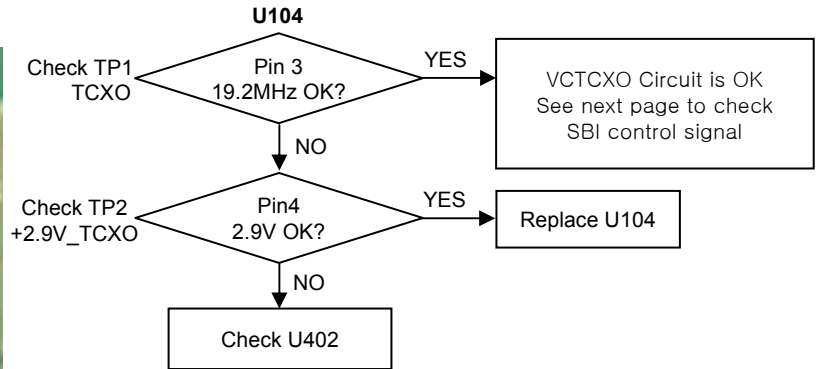 U104
Check TP1
TCXO
Pin 3
19.2MHz OK?
YES
VCTCXO Circuit is OK
See next page to check
SBI control signal
NO
Check TP2
+2.9V_TCXO
Pin4
2.9V OK?
YES
Replace U104
NO
Check U402